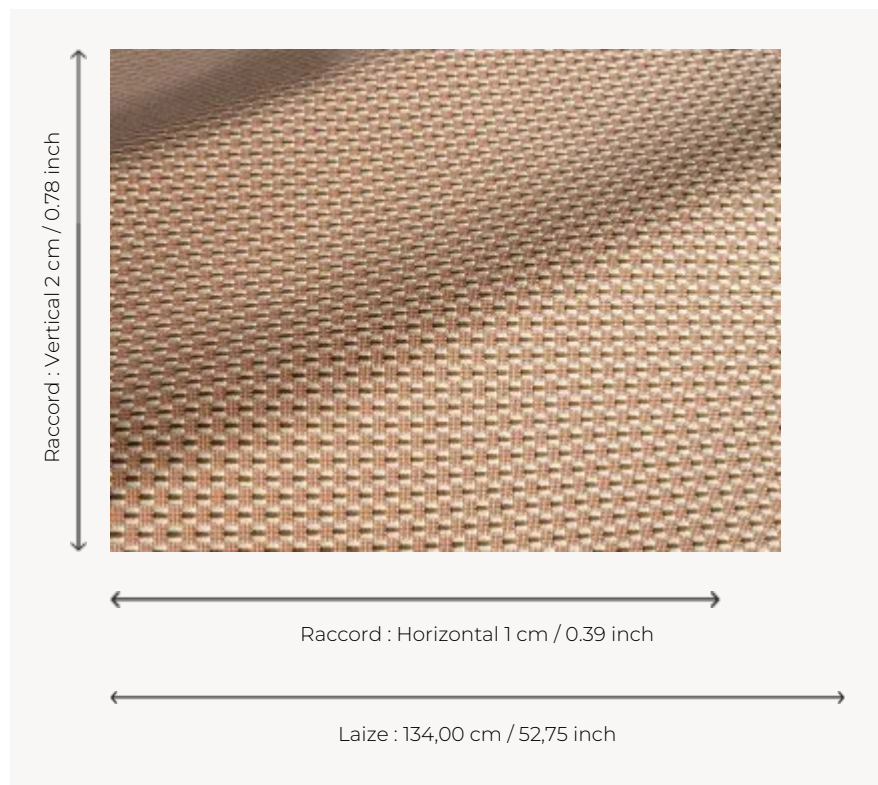 Raccord : Vertical 2 cm / 0.78 inch
Raccord : Horizontal 1 cm / 0.39 inch
Laize : 134,00 cm / 52,75 inch